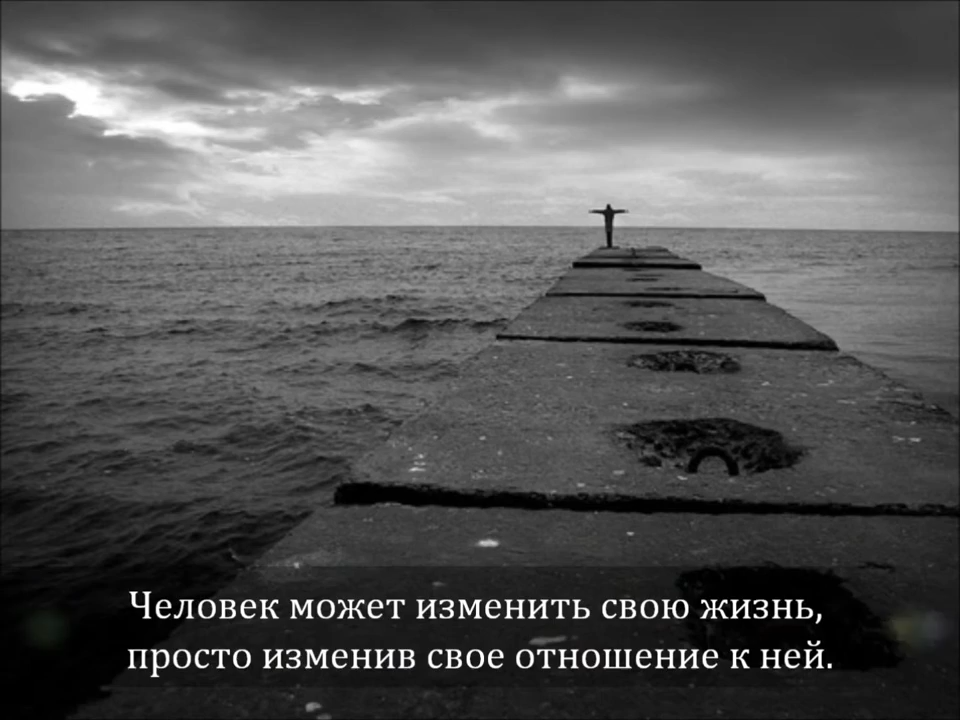 Человек может изменить свою жизнь,
просто изменив свое отношение к ней.